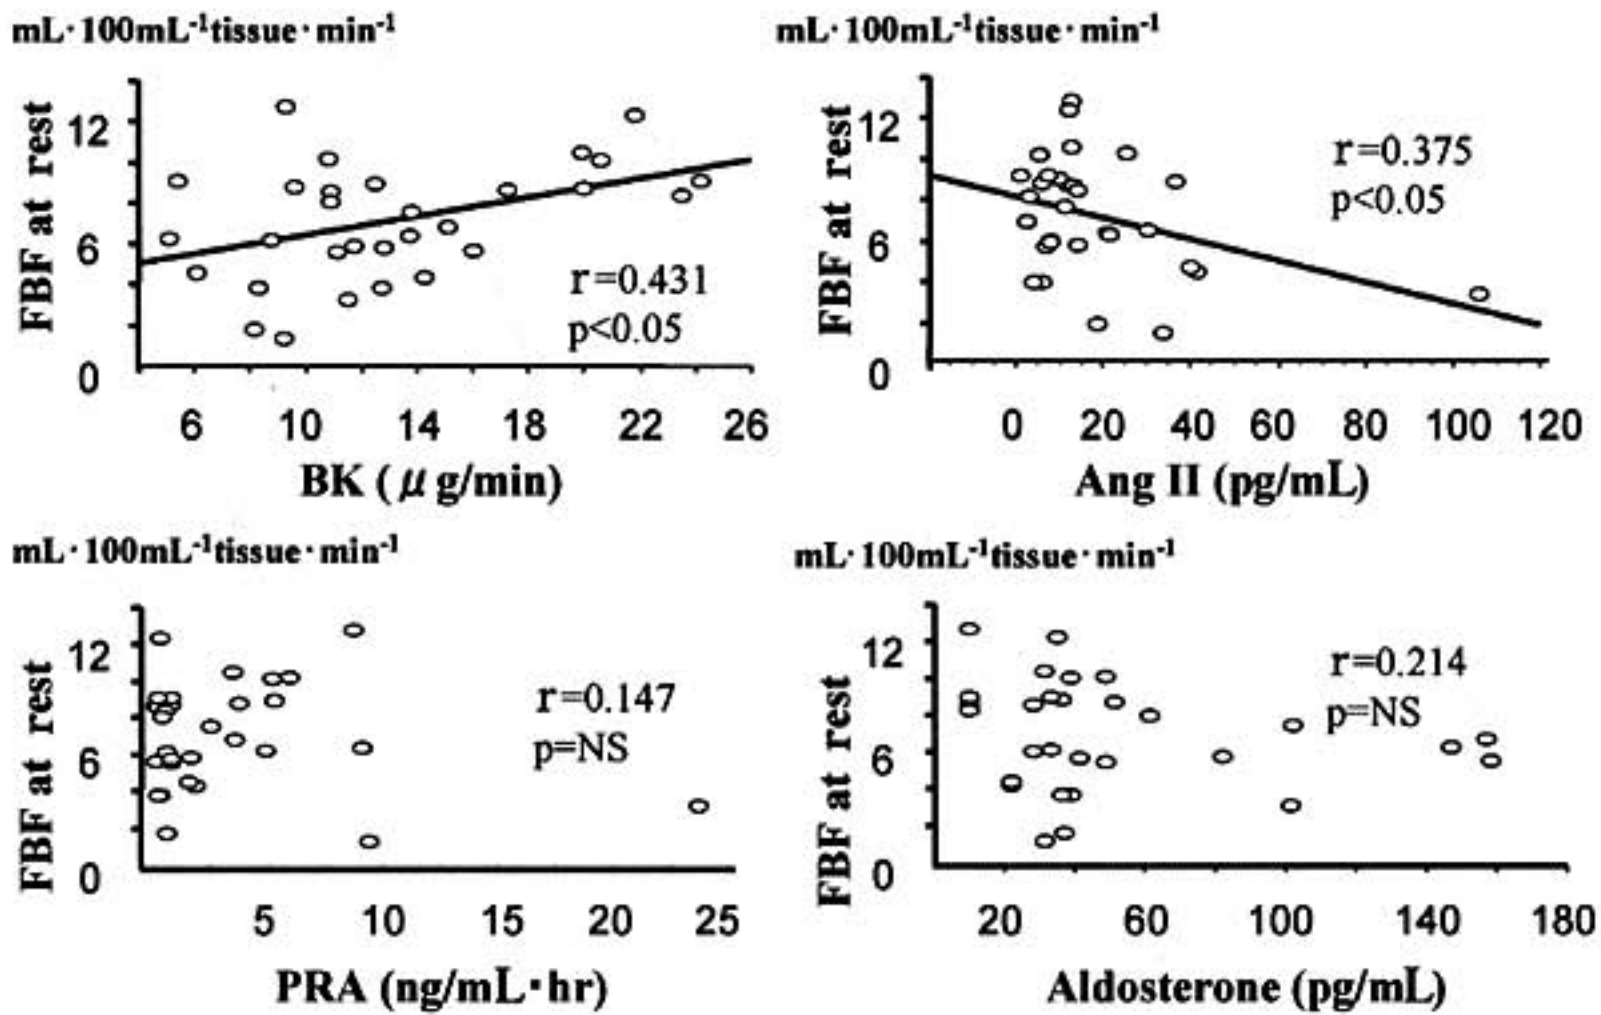 mL·100mL-1tissue·min-1
FBF at rest
12
6
0
r=0.431
p<0.05
6 10 14 18 22 26
BK (μg/min)
mL·100mL-1tissue·min-1
FBF at rest
12
6
0
r=0.375
p<0.05
0 20 40 60 80 100 120
Ang II (pg/mL)
mL·100mL-1tissue·min-1
FBF at rest
12
6
0
r=0.147
p=NS
5 10 15 20 25
PRA (ng/mL·hr)
mL·100mL-1tissue·min-1
FBF at rest
12
6
0
r=0.214
p=NS
20 60 100 140 180
Aldosterone (pg/mL)